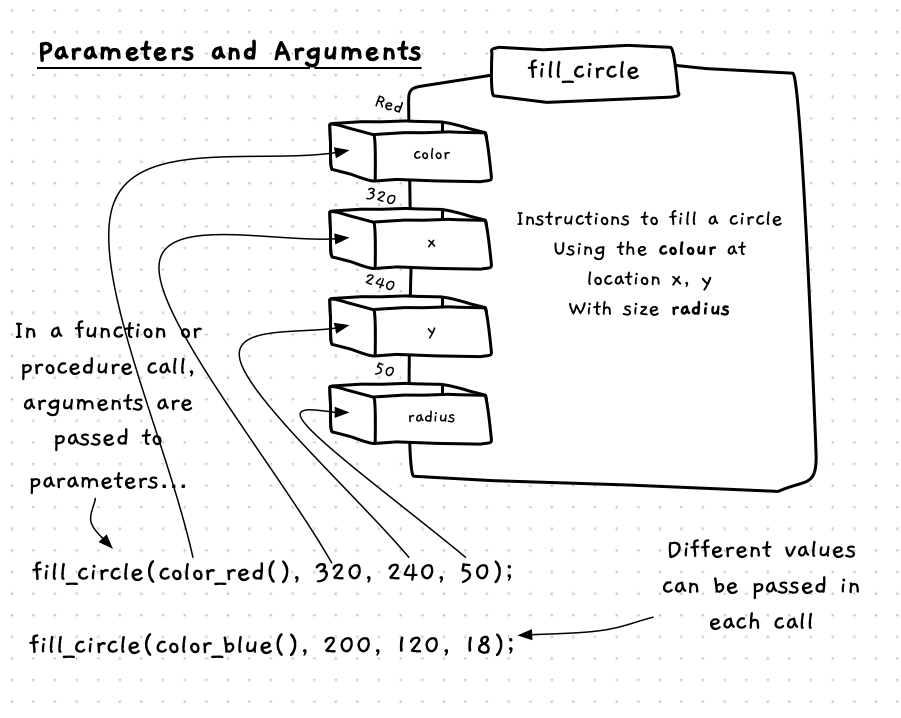 Parameters and Arguments
fill_circle
Red
color
320
x
240
y
50
radius
Instructions to fill a circle
Using the colour at
location x, y
With size radius
In a function or
procedure call,
arguments are
passed to
parameters...
fill_circle(color_red(), 320, 240, 50);
Different values
can be passed in
each call
fill_circle(color_blue(), 200, 120, 18);